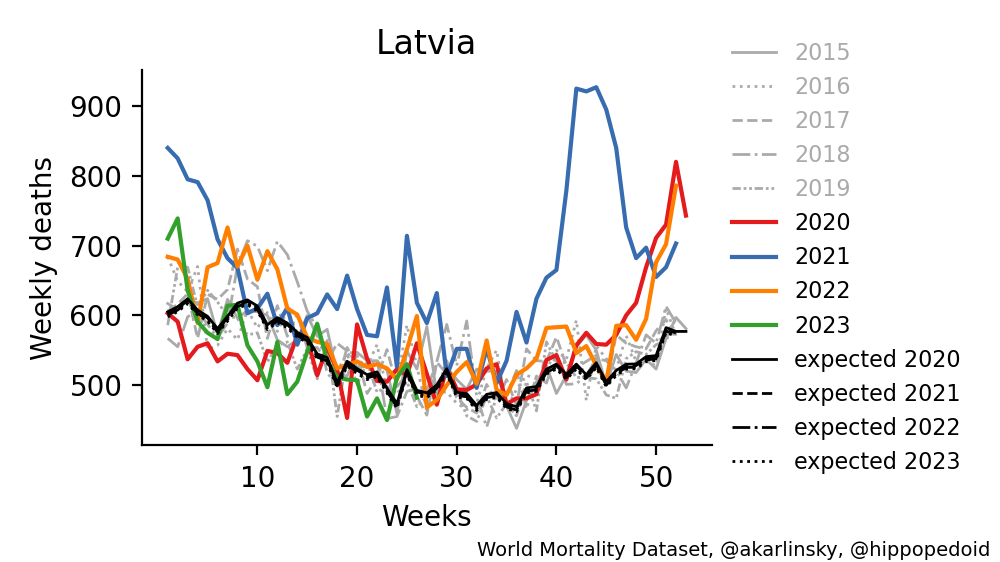 Latvia
Weekly deaths
900
800
700
600
500
10
20
30
40
50
Weeks
2015
2016
2017
2018
2019
2020
2021
2022
2023
expected 2020
expected 2021
expected 2022
expected 2023
World Mortality Dataset, @akarlinsky, @hippopedoid